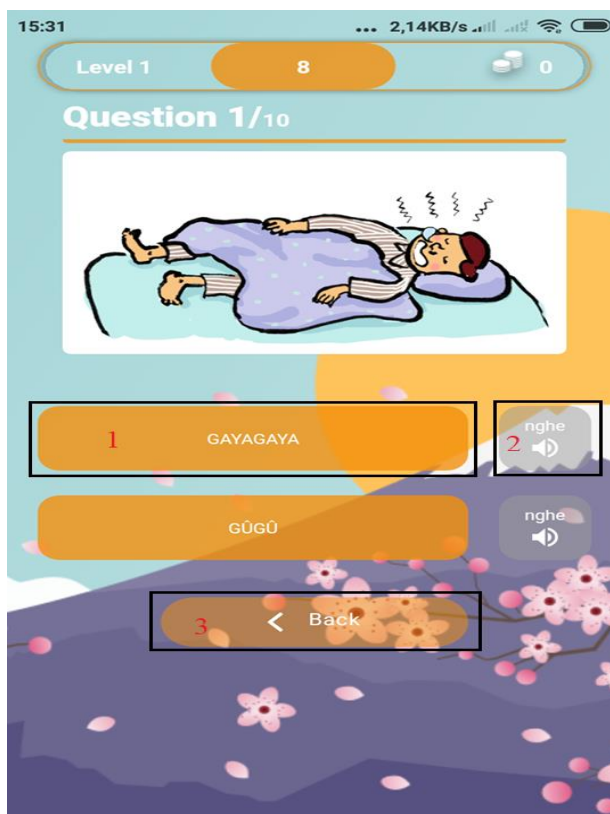 15:31 ... 2,14KB/s
Level 1 8 0
Question 1/10
1 GAYAGAYA
nghe
2
GÛGÛ
nghe
3 < Back